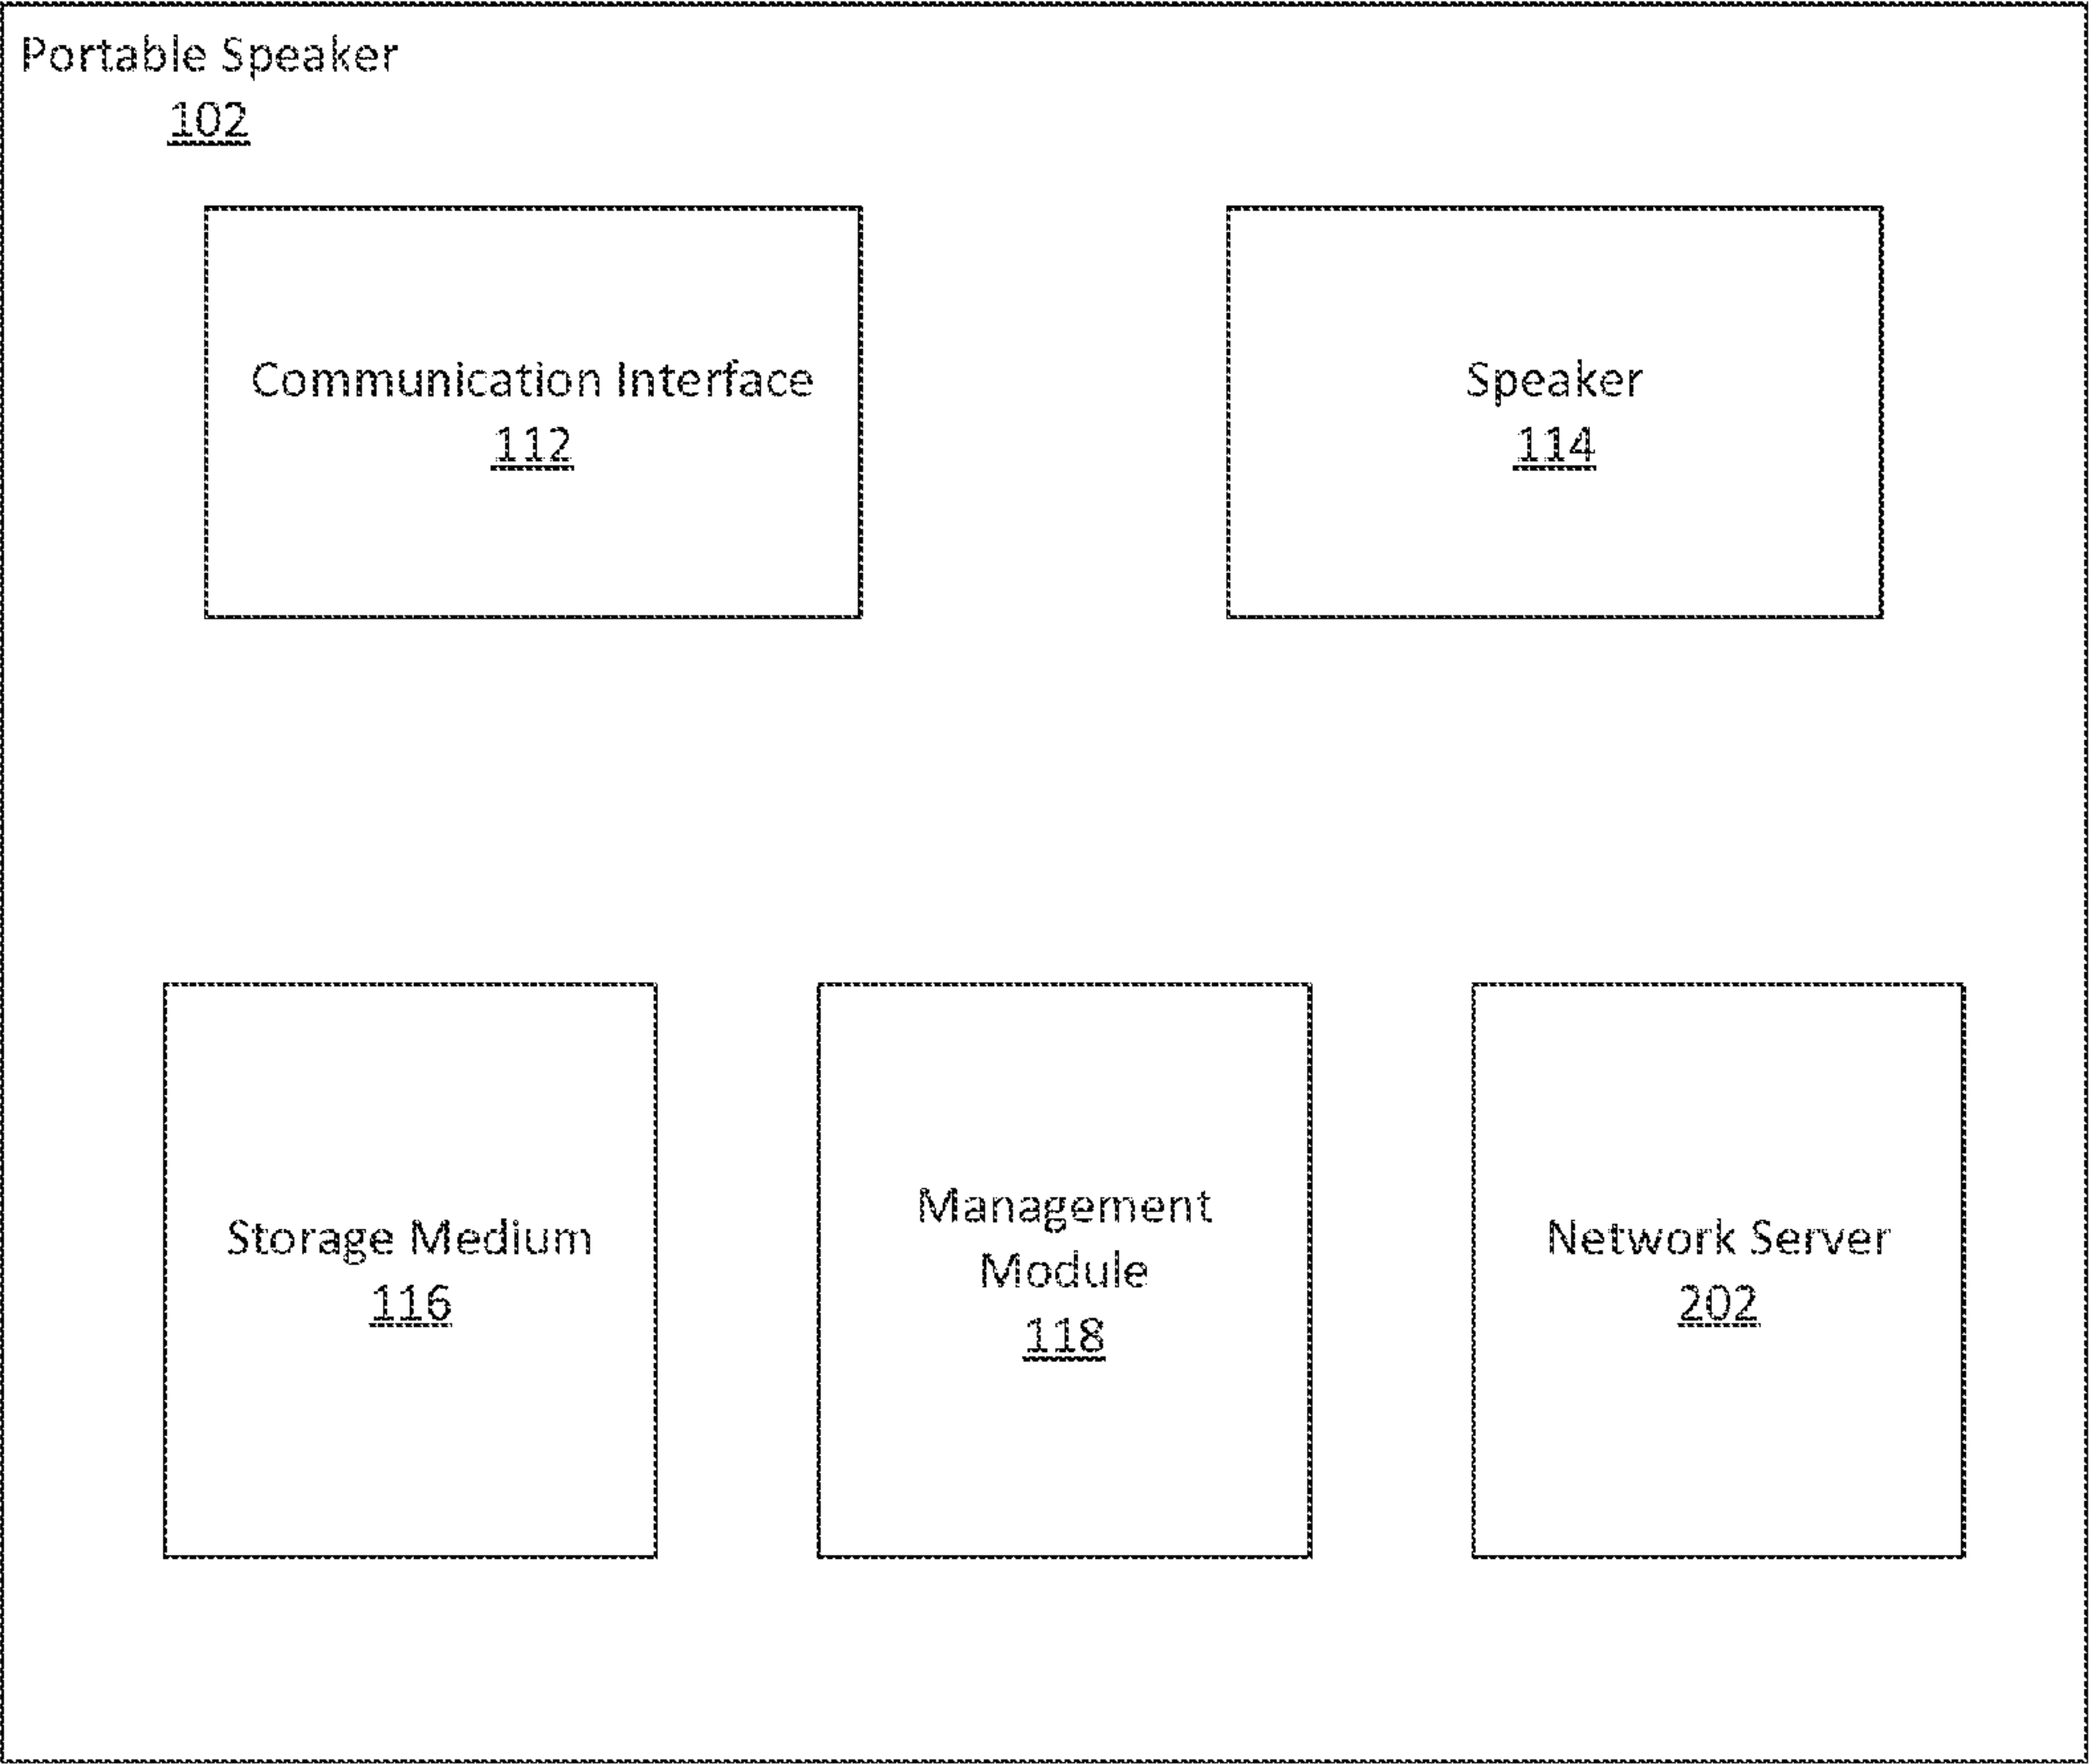 Portable Speaker
102
Communication Interface
112
Speaker
114
Storage Medium
116
Management
Module
118
Network Server
202